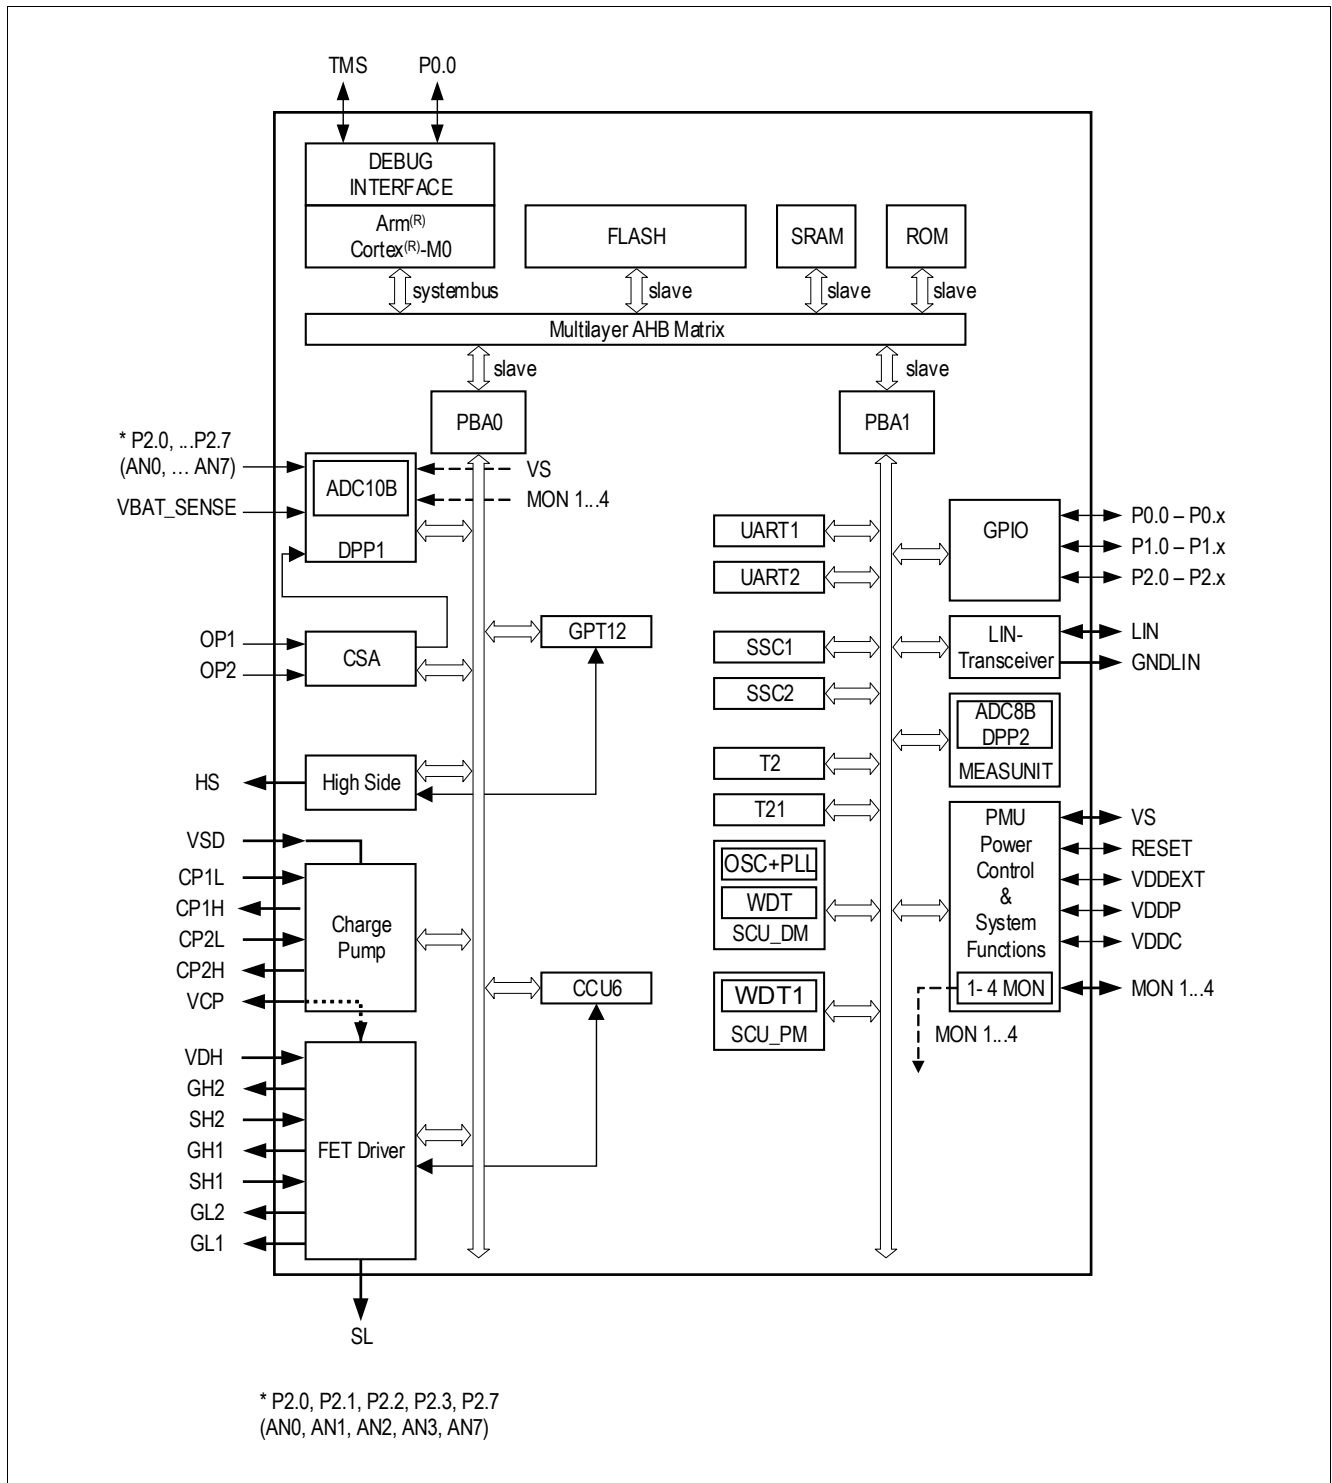 TMS
P0.0
DEBUG
INTERFACE
Arm(R)
Cortex(R)-M0
FLASH
SRAM
ROM
systembus
slave
slave
slave
Multilayer AHB Matrix
slave
slave
PBA0
PBA1
* P2.0, ...P2.7
(AN0, … AN7)
VBAT_SENSE
ADC10B
DPP1
VS
MON 1...4
UART1
UART2
GPIO
P0.0 – P0.x
P1.0 – P1.x
P2.0 – P2.x
OP1
OP2
CSA
GPT12
SSC1
SSC2
LIN-
Transceiver
LIN
GNDLIN
ADC8B
DPP2
MEASUNIT
HS
High Side
T2
T21
VSD
CP1L
CP1H
CP2L
CP2H
VCP
Charge
Pump
CCU6
OSC+PLL
WDT
SCU_DM
WDT1
SCU_PM
PMU
Power
Control
&
System
Functions
1- 4 MON
VS
RESET
VDDEXT
VDDP
VDDC
MON 1...4
MON 1...4
VDH
GH2
SH2
GH1
SH1
GL2
GL1
FET Driver
SL
* P2.0, P2.1, P2.2, P2.3, P2.7
(AN0, AN1, AN2, AN3, AN7)